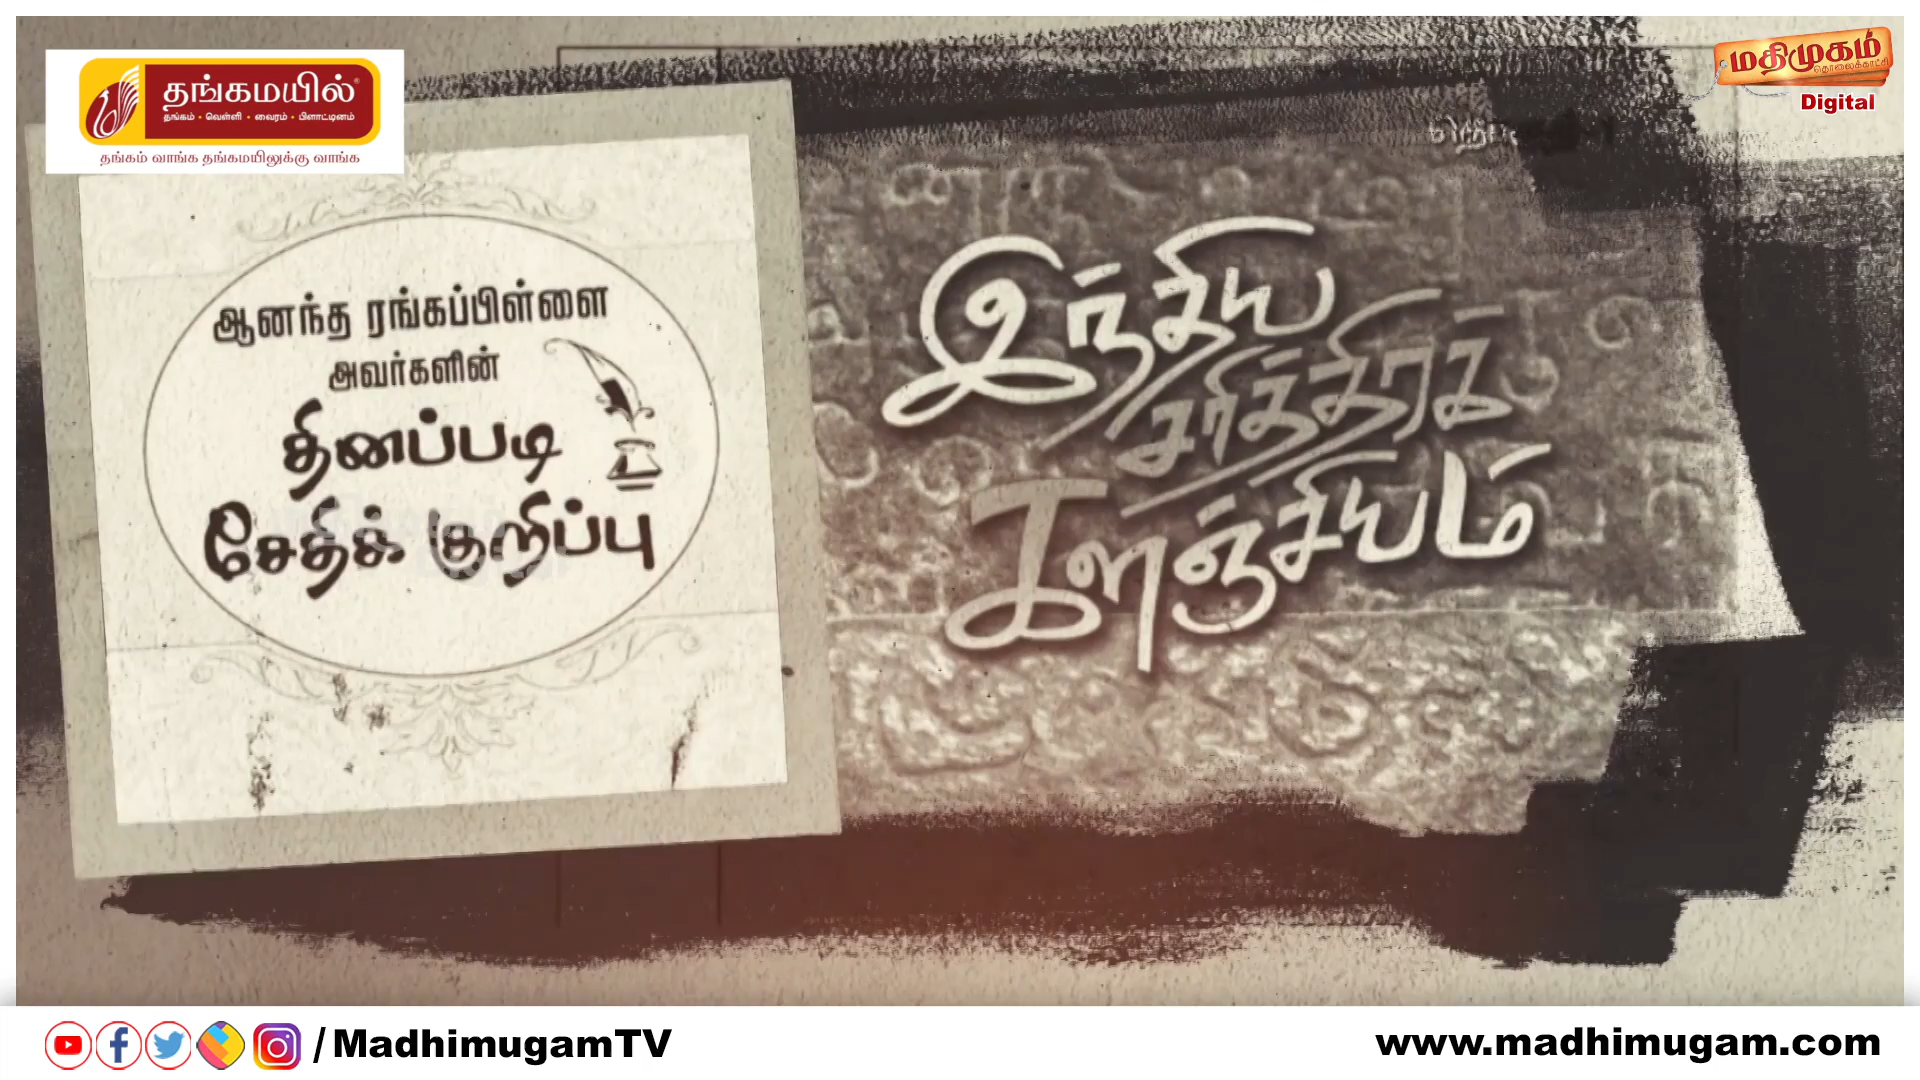 தங்கமயில்
தங்கம் • வெள்ளி • வைரம் • பிளாட்டினம்
தங்கம் வாங்க தங்கமயிலுக்கு வாங்க
மதிமுகம்
தொலைக்காட்சி
Digital
ஆனந்த ரங்கப்பிள்ளை
அவர்களின்
தினப்படி
சேதிக் குறிப்பு
இந்திய
சரித்திரக்
களஞ்சியம்
/MadhimugamTV
www.madhimugam.com